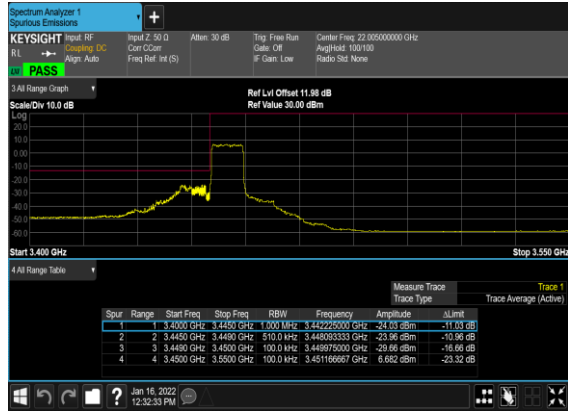 Spectrum Analyzer 1
Spurious Emissions
+
KEYSIGHT Input: RF Input Z: 50 Ω Atten: 30 dB Trig: Free Run Center Freq: 22.005000000 GHz
RL Coupling: DC Corr CCorr Gate: Off Avg|Hold: 100/100
Align: Auto Freq Ref: Int (S) IF Gain: Low Radio Std: None
PASS
3 All Range Graph
Ref Lvl Offset 11.98 dB
Scale/Div 10.0 dB Ref Value 30.00 dBm
Log
20.0
10.0
0.00
-10.0
-20.0
-30.0
-40.0
-50.0
-60.0
Start 3.400 GHz Stop 3.550 GHz
4 All Range Table
Measure Trace Trace 1
Trace Type Trace Average (Active)
Spur Range Start Freq Stop Freq RBW Frequency Amplitude ΔLimit
1 1 3.4000 GHz 3.4450 GHz 1.000 MHz 3.442225000 GHz -24.03 dBm -11.03 dB
2 2 3.4450 GHz 3.4490 GHz 510.0 kHz 3.448093333 GHz -23.96 dBm -10.96 dB
3 3 3.4490 GHz 3.4500 GHz 100.0 kHz 3.449975000 GHz -29.66 dBm -16.66 dB
4 4 3.4500 GHz 3.5500 GHz 100.0 kHz 3.451166667 GHz 6.682 dBm -23.32 dB
? Jan 16, 2022
12:32:33 PM